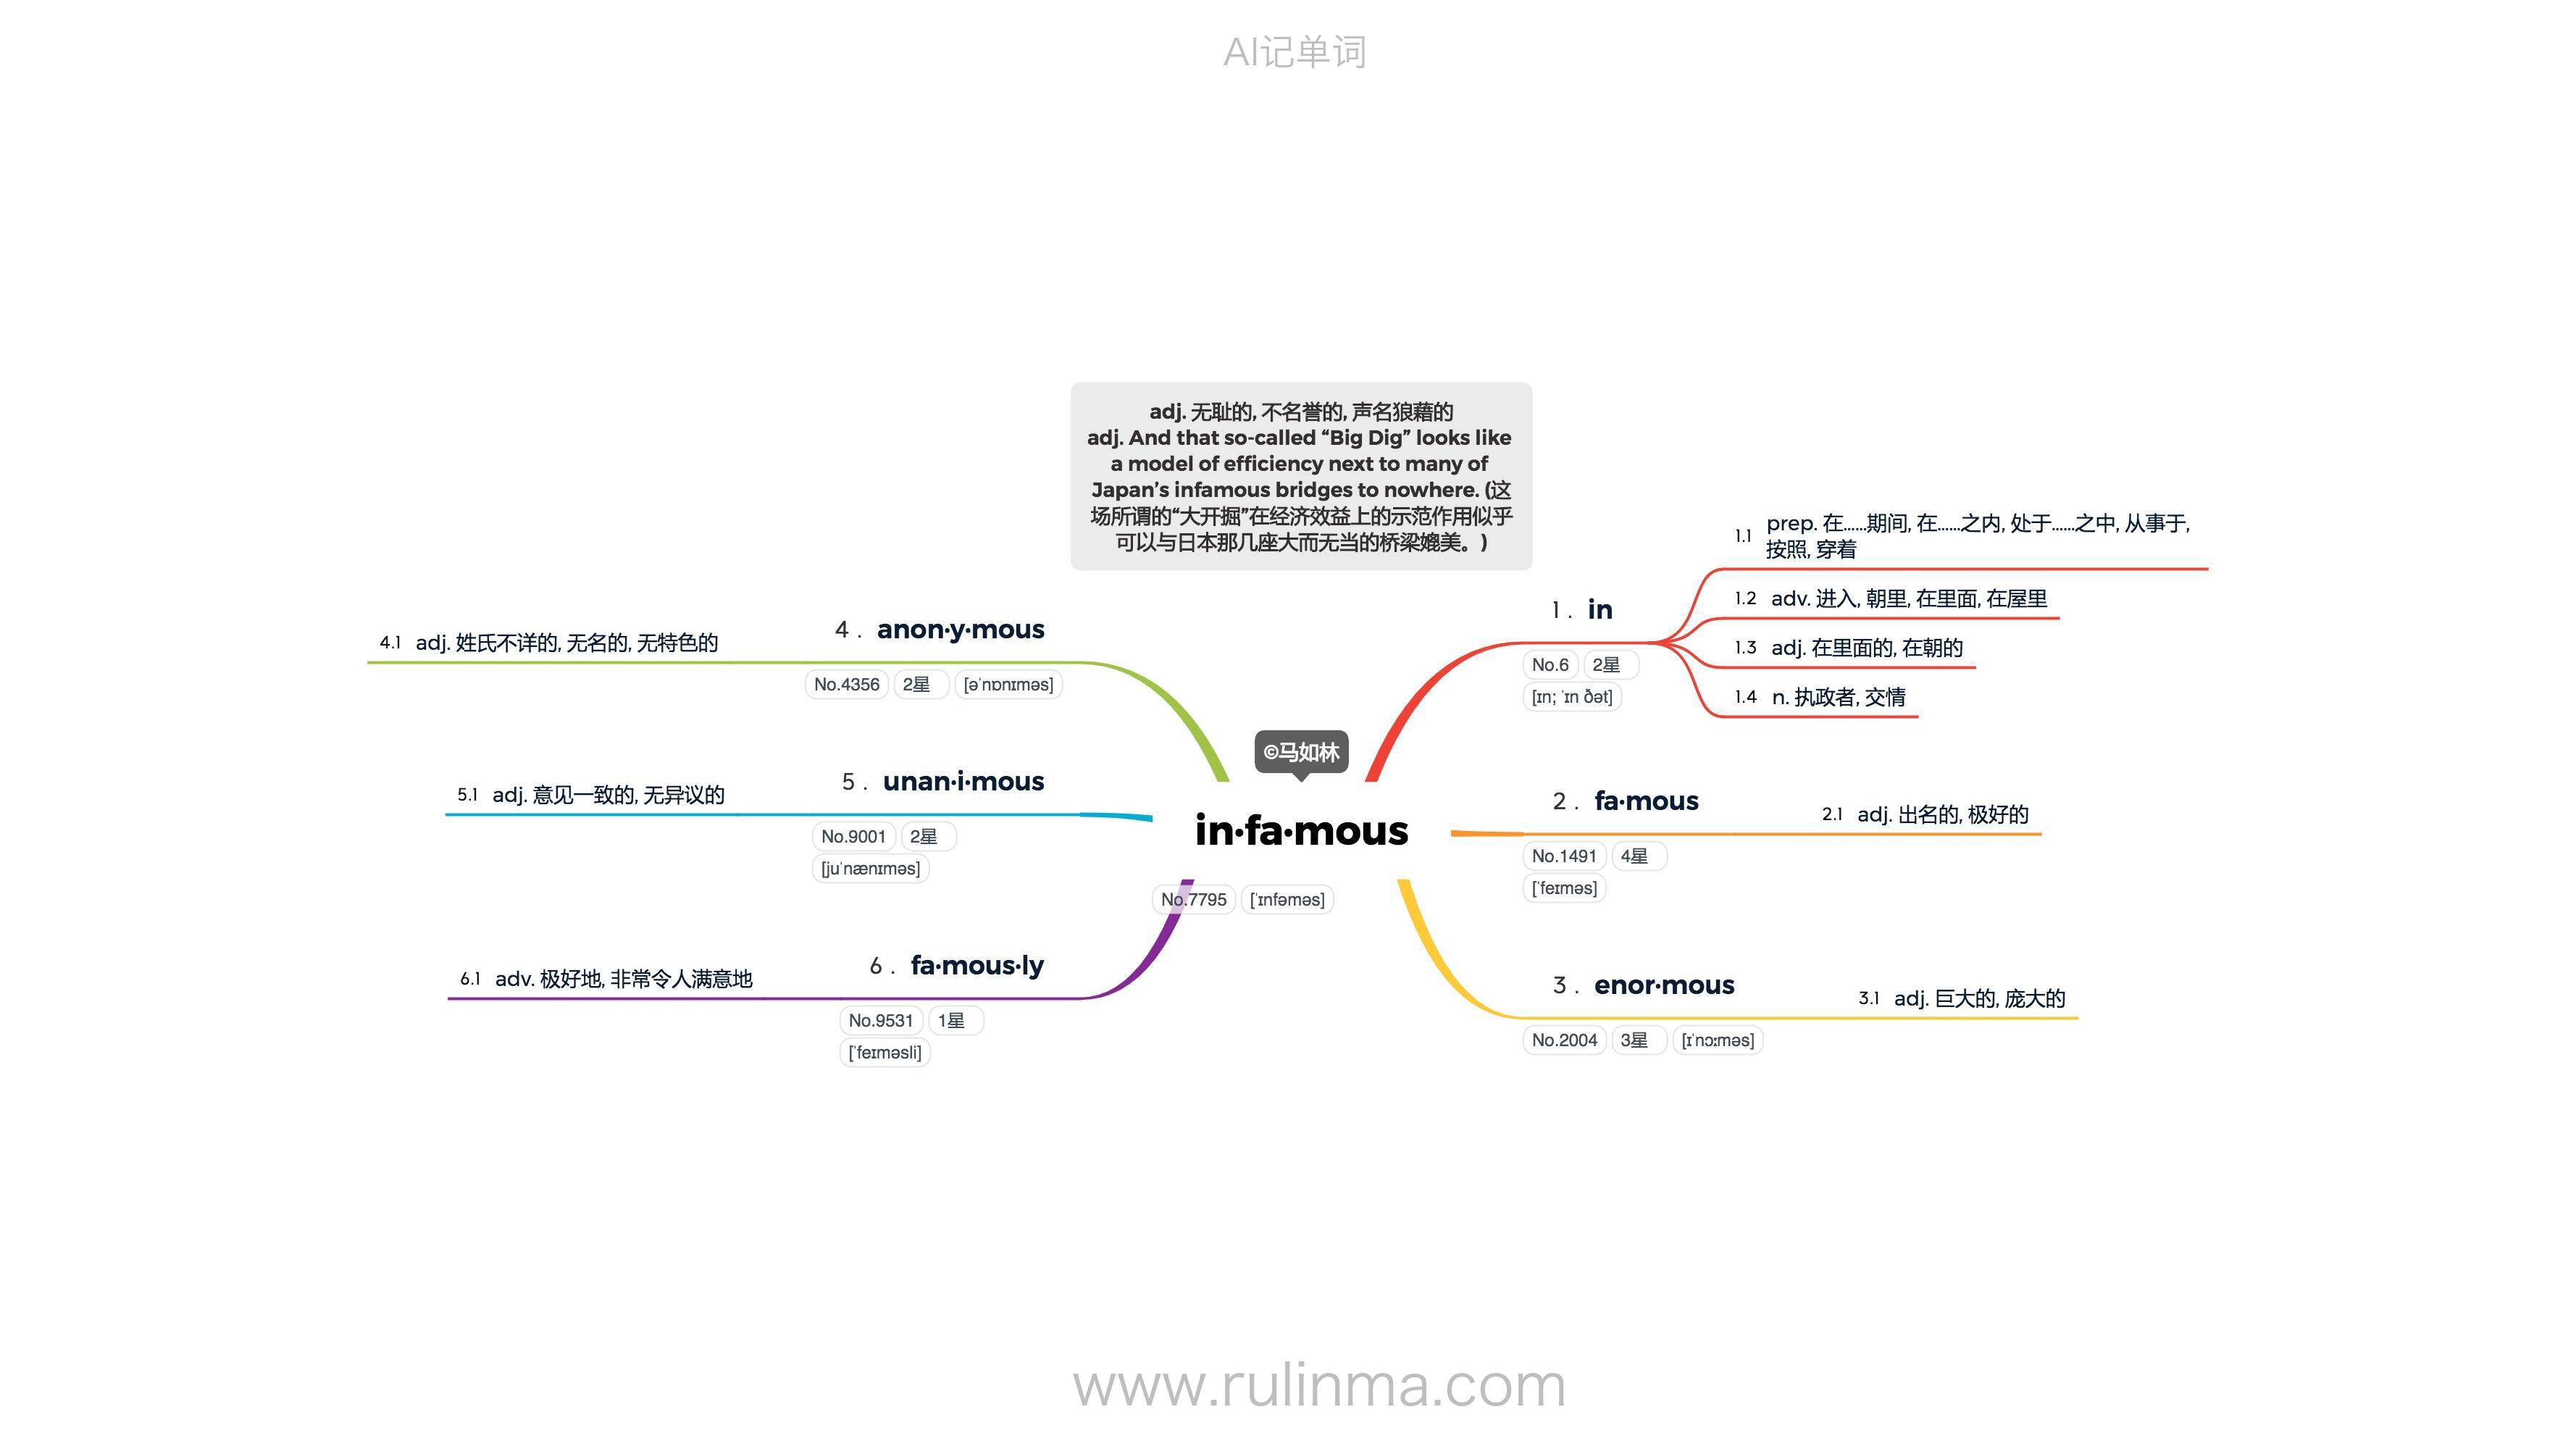 AI记单词
adj. 无耻的, 不名誉的, 声名狼藉的
adj. And that so-called “Big Dig” looks like
a model of efficiency next to many of
Japan’s infamous bridges to nowhere. (这
场所谓的“大开掘”在经济效益上的示范作用似乎
可以与日本那几座大而无当的桥梁媲美。)
©马如林
in·fa·mous
No.7795 [ˈɪnfəməs]
1 . in
No.6 2星
[ɪn; ˈɪn ðət]
1.1 prep. 在……期间, 在……之内, 处于……之中, 从事于,
按照, 穿着
1.2 adv. 进入, 朝里, 在里面, 在屋里
1.3 adj. 在里面的, 在朝的
1.4 n. 执政者, 交情
2 . fa·mous
No.1491 4星
[ˈfeɪməs]
2.1 adj. 出名的, 极好的
3 . enor·mous
No.2004 3星 [ɪˈnɔːməs]
3.1 adj. 巨大的, 庞大的
4 . anon·y·mous
No.4356 2星 [əˈnɒnɪməs]
4.1 adj. 姓氏不详的, 无名的, 无特色的
5 . unan·i·mous
No.9001 2星
[juˈnænɪməs]
5.1 adj. 意见一致的, 无异议的
6 . fa·mous·ly
No.9531 1星
[ˈfeɪməsli]
6.1 adv. 极好地, 非常令人满意地
www.rulinma.com